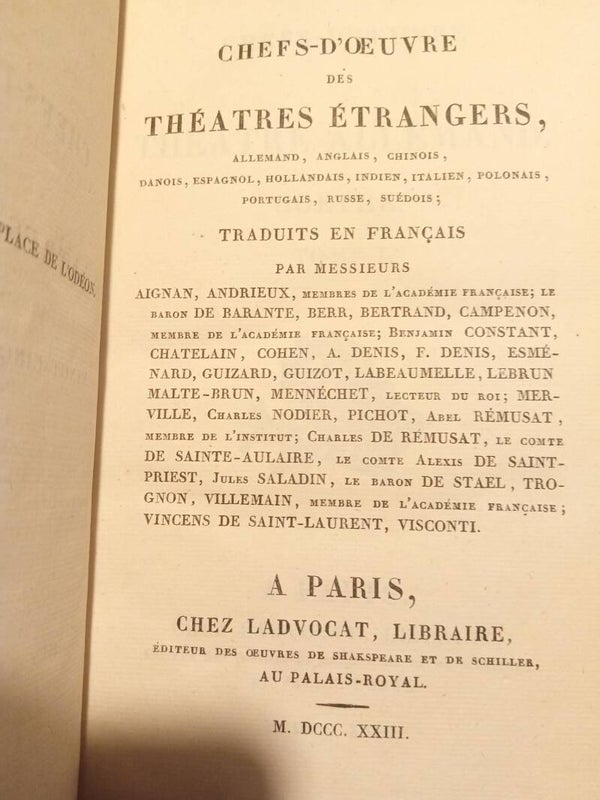 PLACE DE L'ODÉON.
CHEFS-D'ŒUVRE
DES
THÉATRES ÉTRANGERS,
ALLEMAND, ANGLAIS, CHINOIS,
DANOIS, ESPAGNOL, HOLLANDAIS, INDIEN, ITALIEN, POLONAIS,
PORTUGAIS, RUSSE, SUÉDOIS;
TRADUITS EN FRANÇAIS
PAR MESSIEURS
AIGNAN, ANDRIEUX, MEMBRES DE L'ACADÉMIE FRANÇAISE; LE
BARON DE BARANTE, BERR, BERTRAND, CAMPENON,
MEMBRE DE L'ACADÉMIE FRANÇAISE; BENJAMIN CONSTANT,
CHATELAIN, COHEN, A. DENIS, F. DENIS, ESMÉ-
NARD, GUIZARD, GUIZOT, LABEAUMELLE, LEBRUN
MALTE-BRUN, MENNÉCHET, LECTEUR DU ROI; MER-
VILLE, CHARLES NODIER, PICHOT, ABEL RÉMUSAT,
MEMBRE DE L'INSTITUT; CHARLES DE RÉMUSAT, LE COMTE
DE SAINTE-AULAIRE, LE COMTE ALEXIS DE SAINT-
PRIEST, JULES SALADIN, LE BARON DE STAEL, TRO-
GNON, VILLEMAIN, MEMBRE DE L'ACADÉMIE FRANÇAISE;
VINCENS DE SAINT-LAURENT, VISCONTI.
A PARIS,
CHEZ LADVOCAT, LIBRAIRE,
ÉDITEUR DES OEUVRES DE SHAKSPEARE ET DE SCHILLER,
AU PALAIS-ROYAL.
M. DCCC. XXIII.